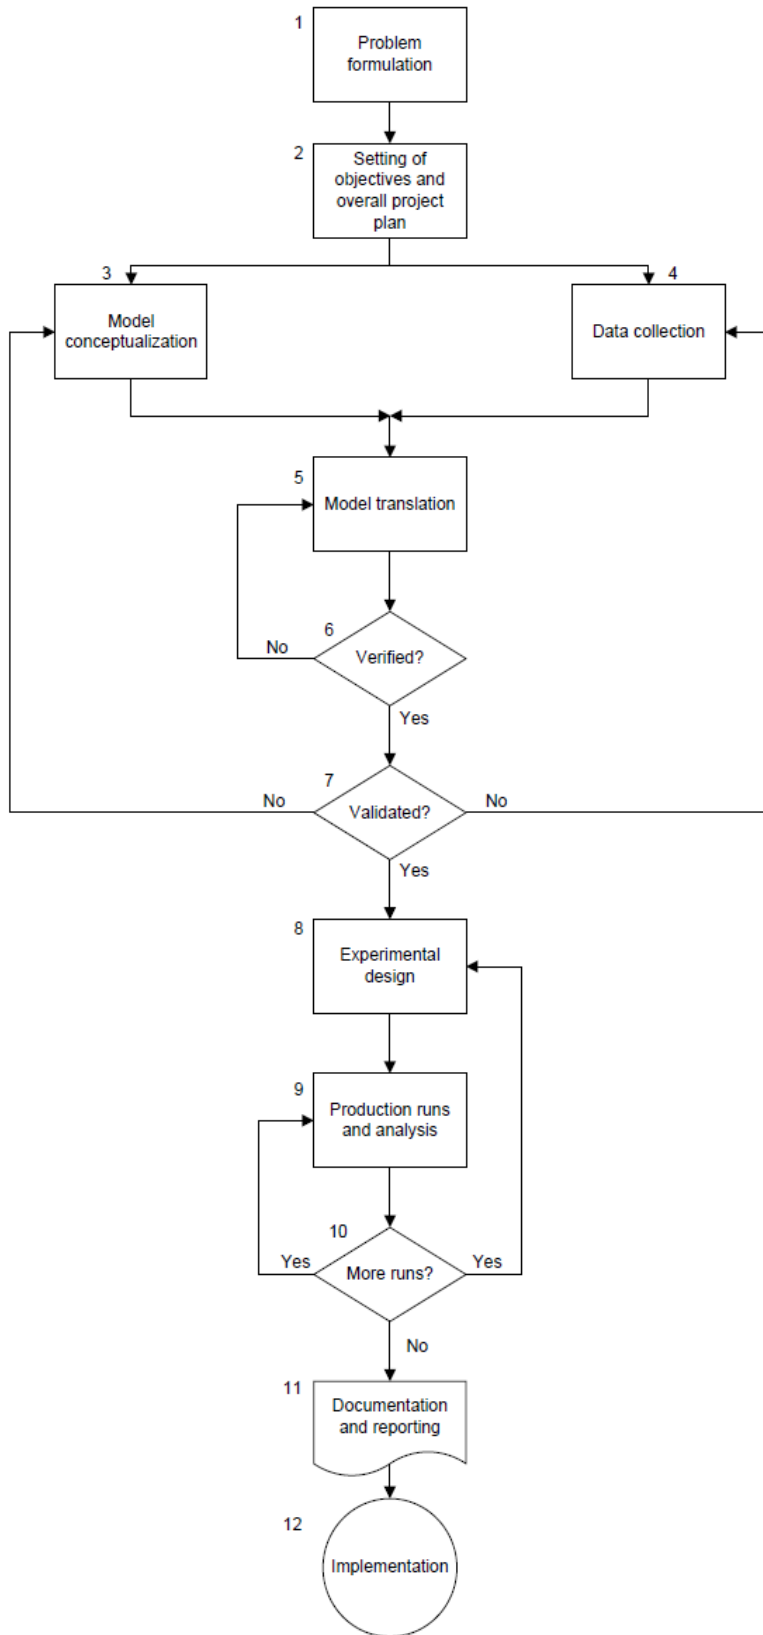 1
Problem
formulation
2
Setting of
objectives and
overall project
plan
3
4
Model
conceptualization
Data collection
5
Model translation
6
No
Verified?
Yes
7
No
Validated?
No
Yes
8
Experimental
design
9
Production runs
and analysis
10
Yes
More runs?
Yes
No
11
Documentation
and reporting
12
Implementation